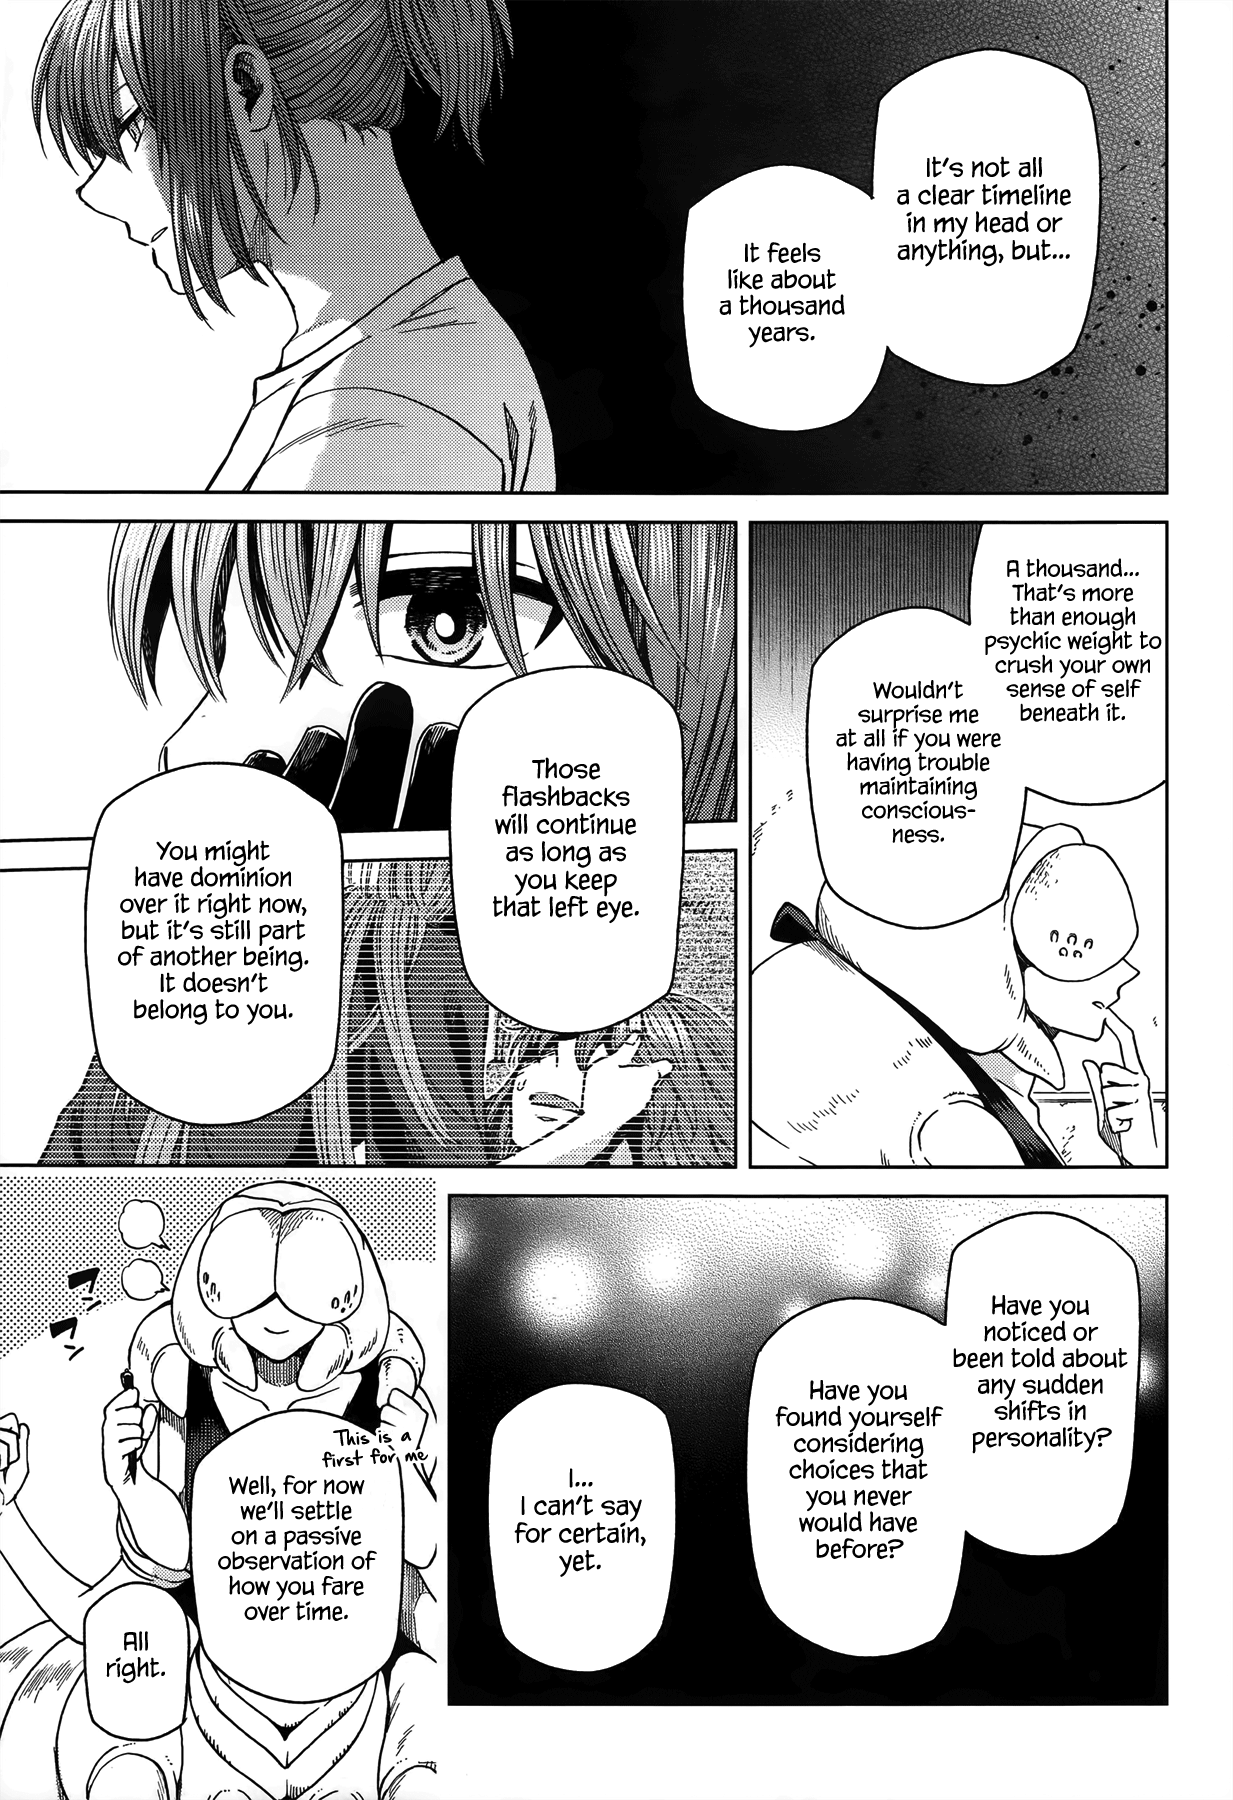 It's not all
a clear timeline
in my head or
anything, but...
It feels
like about
a thousand
years.
A thousand...
That's more
than enough
psychic weight to
crush your own
sense of self
beneath it.
Wouldn't
surprise me
at all if you were
having trouble
maintaining
conscious-
ness.
Those
flashbacks
will continue
as long as
you keep
that left eye.
You might
have dominion
over it right now,
but it's still part
of another being.
It doesn't
belong to you.
Have you
noticed or
been told about
any sudden
shifts in
personality?
Have you
found yourself
considering
choices that
you never
would have
before?
I...
I can't say
for certain,
yet.
This is a
first for me
Well, for now
we'll settle
on a passive
observation of
how you fare
over time.
All
right.